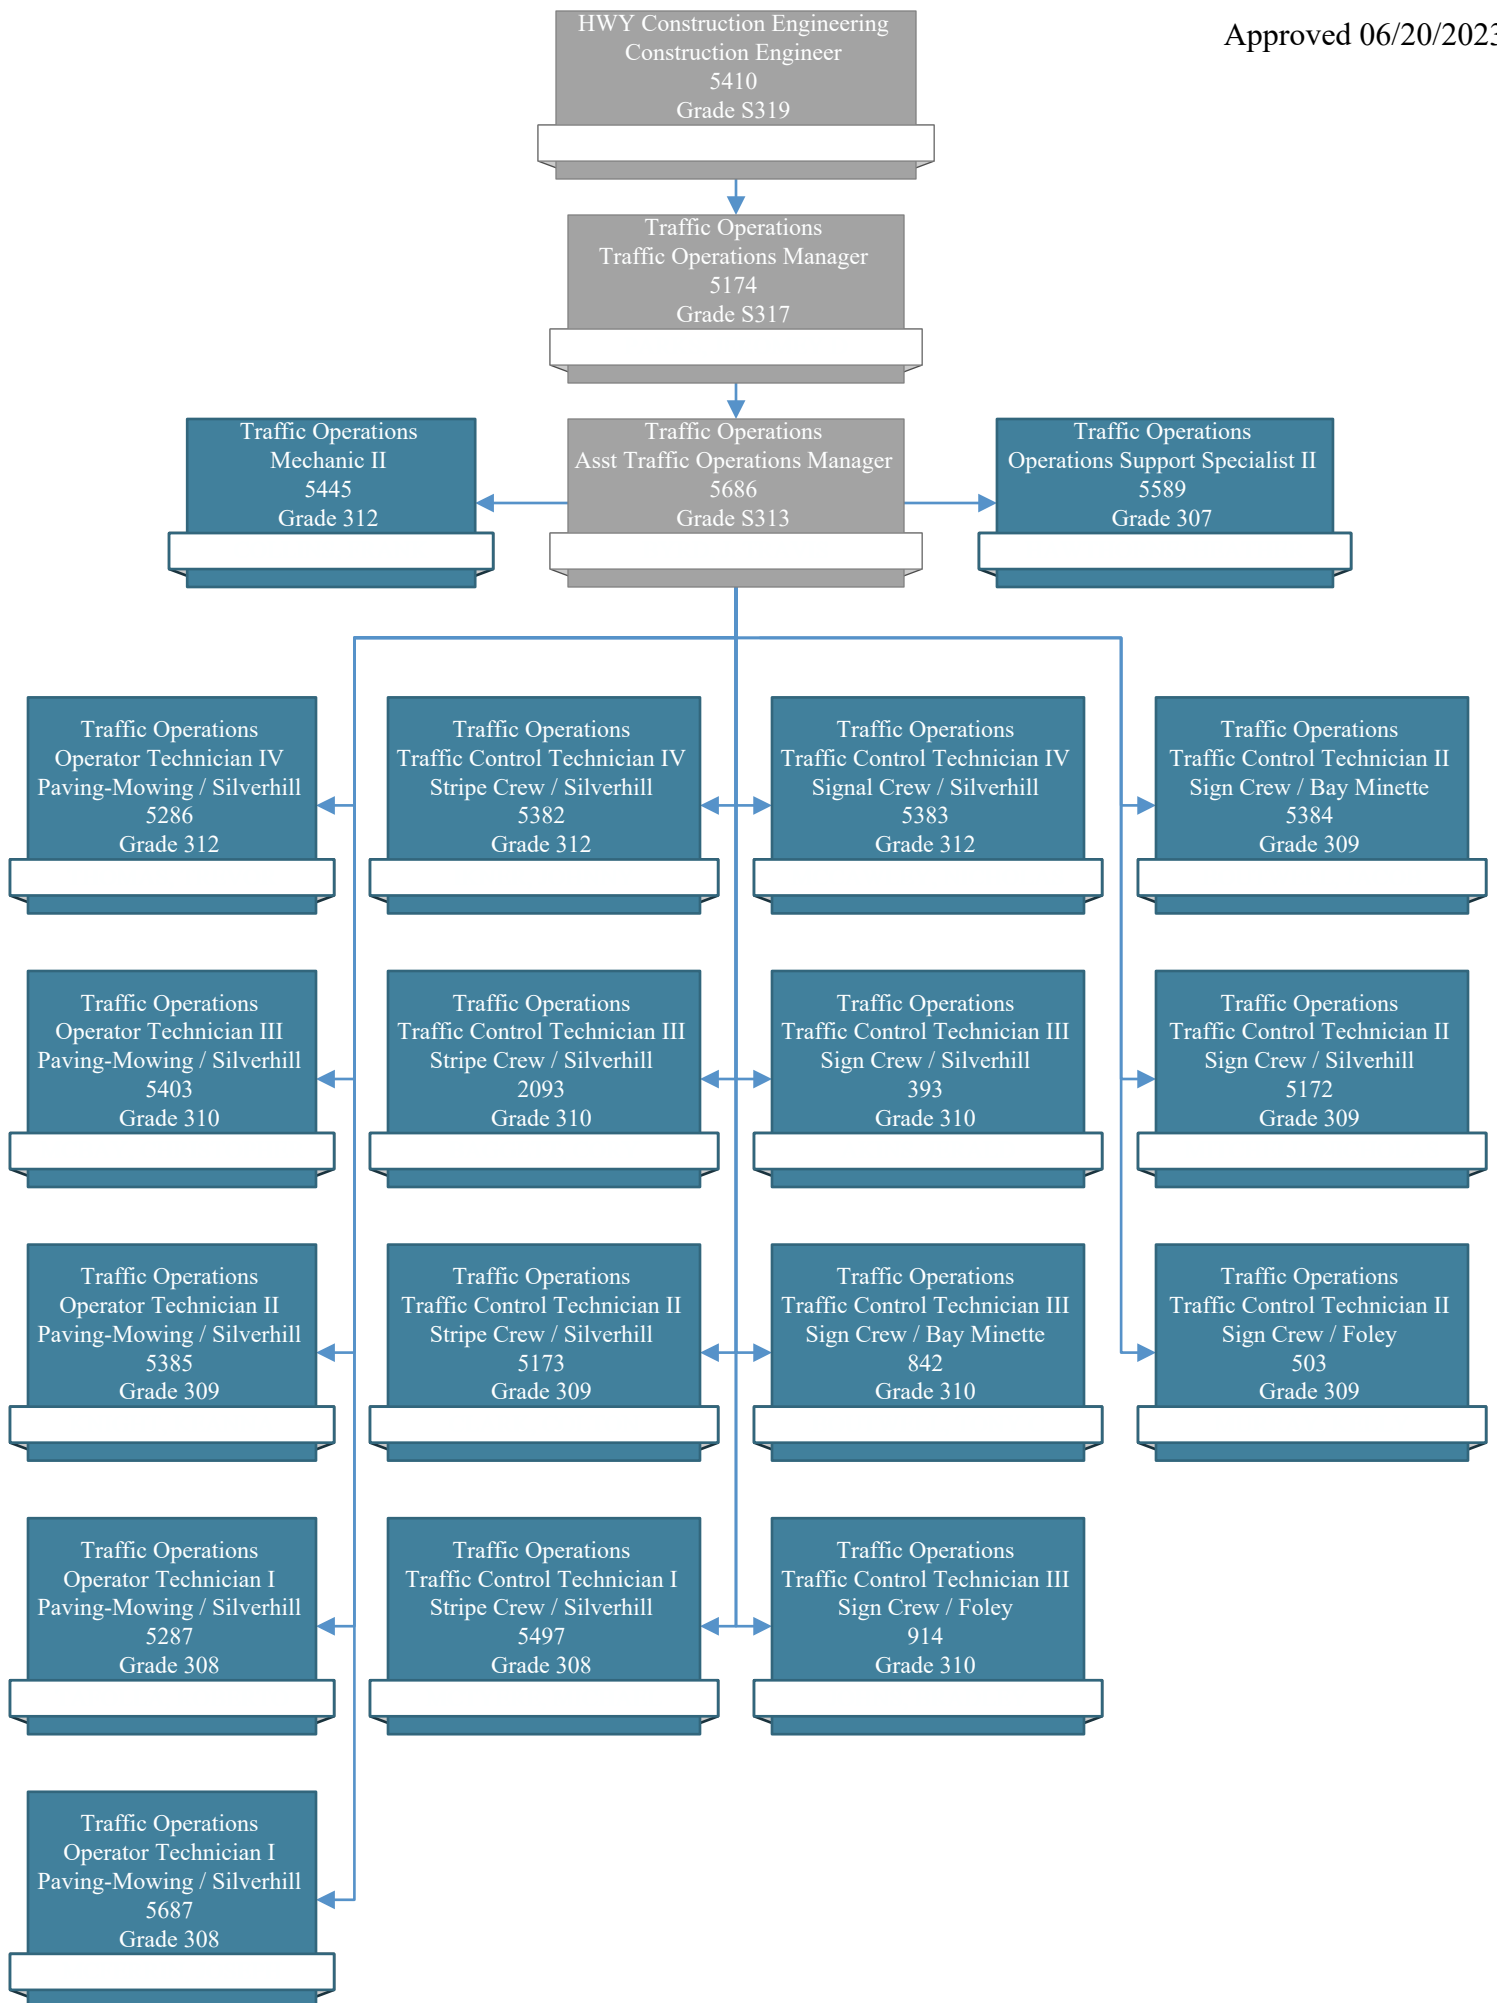 Approved 06/20/2023
HWY Construction Engineering
Construction Engineer
5410
Grade S319
Traffic Operations
Traffic Operations Manager
5174
Grade S317
Traffic Operations
Mechanic II
5445
Grade 312
Traffic Operations
Asst Traffic Operations Manager
5686
Grade S313
Traffic Operations
Operations Support Specialist II
5589
Grade 307
Traffic Operations
Operator Technician IV
Paving-Mowing / Silverhill
5286
Grade 312
Traffic Operations
Traffic Control Technician IV
Stripe Crew / Silverhill
5382
Grade 312
Traffic Operations
Traffic Control Technician IV
Signal Crew / Silverhill
5383
Grade 312
Traffic Operations
Traffic Control Technician II
Sign Crew / Bay Minette
5384
Grade 309
Traffic Operations
Operator Technician III
Paving-Mowing / Silverhill
5403
Grade 310
Traffic Operations
Traffic Control Technician III
Stripe Crew / Silverhill
2093
Grade 310
Traffic Operations
Traffic Control Technician III
Sign Crew / Silverhill
393
Grade 310
Traffic Operations
Traffic Control Technician II
Sign Crew / Silverhill
5172
Grade 309
Traffic Operations
Operator Technician II
Paving-Mowing / Silverhill
5385
Grade 309
Traffic Operations
Traffic Control Technician II
Stripe Crew / Silverhill
5173
Grade 309
Traffic Operations
Traffic Control Technician III
Sign Crew / Bay Minette
842
Grade 310
Traffic Operations
Traffic Control Technician II
Sign Crew / Foley
503
Grade 309
Traffic Operations
Operator Technician I
Paving-Mowing / Silverhill
5287
Grade 308
Traffic Operations
Traffic Control Technician I
Stripe Crew / Silverhill
5497
Grade 308
Traffic Operations
Traffic Control Technician III
Sign Crew / Foley
914
Grade 310
Traffic Operations
Operator Technician I
Paving-Mowing / Silverhill
5687
Grade 308